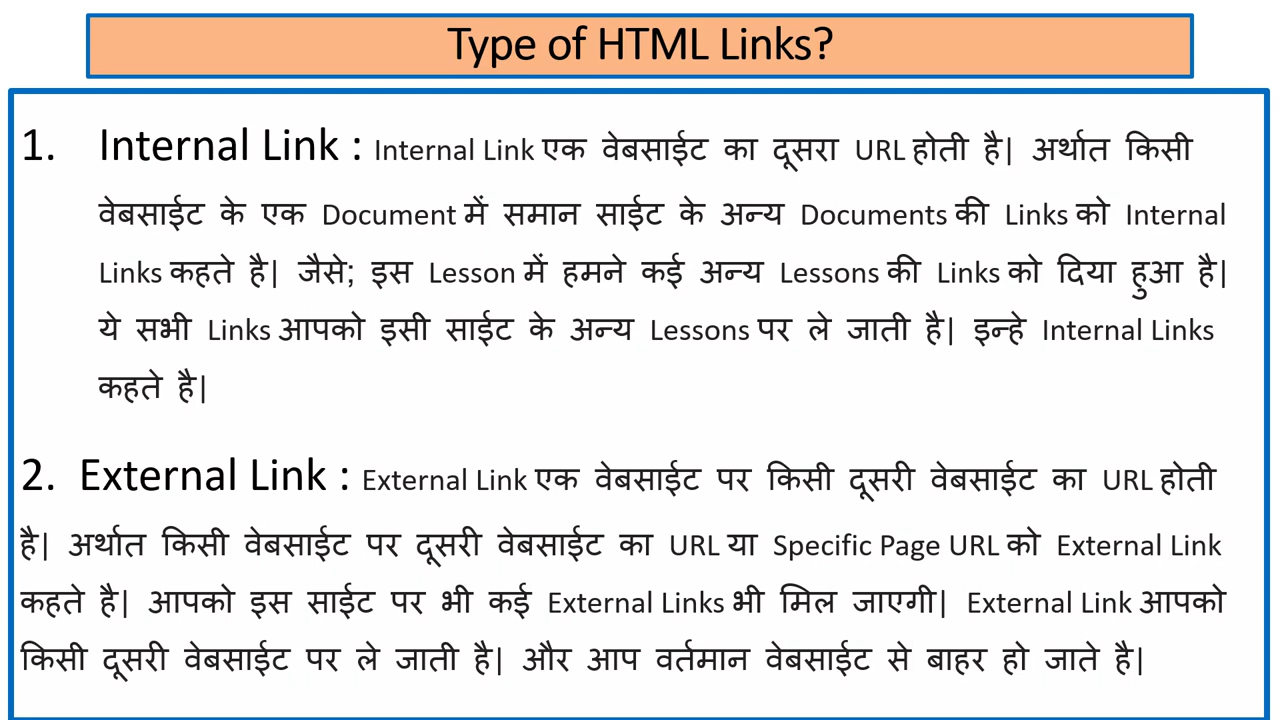 Type of HTML Links?
1. Internal Link : Internal Link एक वेबसाईट का दूसरा URL होती है| अर्थात किसी
वेबसाईट के एक Document में समान साईट के अन्य Documents की Links को Internal
Links कहते है| जैसे; इस Lesson में हमने कई अन्य Lessons की Links को दिया हुआ है|
ये सभी Links आपको इसी साईट के अन्य Lessons पर ले जाती है| इन्हे Internal Links
कहते है|
2. External Link : External Link एक वेबसाईट पर किसी दूसरी वेबसाईट का URL होती
है| अर्थात किसी वेबसाईट पर दूसरी वेबसाईट का URL या Specific Page URL को External Link
कहते है| आपको इस साईट पर भी कई External Links भी मिल जाएगी| External Link आपको
किसी दूसरी वेबसाईट पर ले जाती है| और आप वर्तमान वेबसाईट से बाहर हो जाते है|